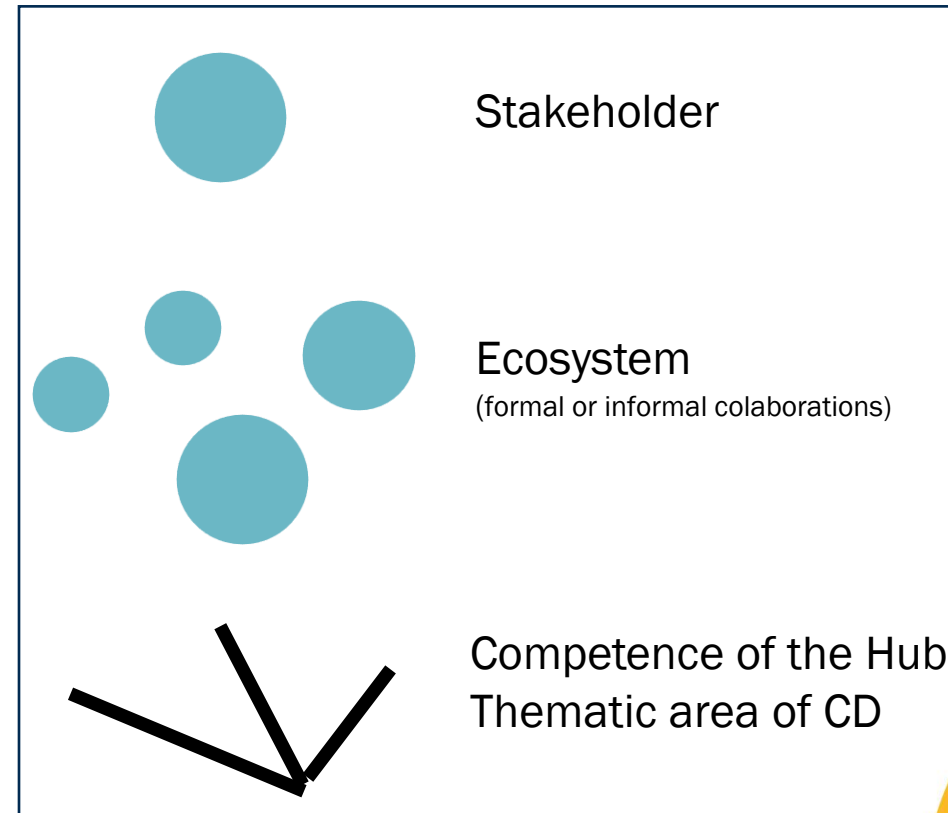 Stakeholder
Ecosystem
(formal or informal colaborations)
Competence of the Hub
Thematic area of CD